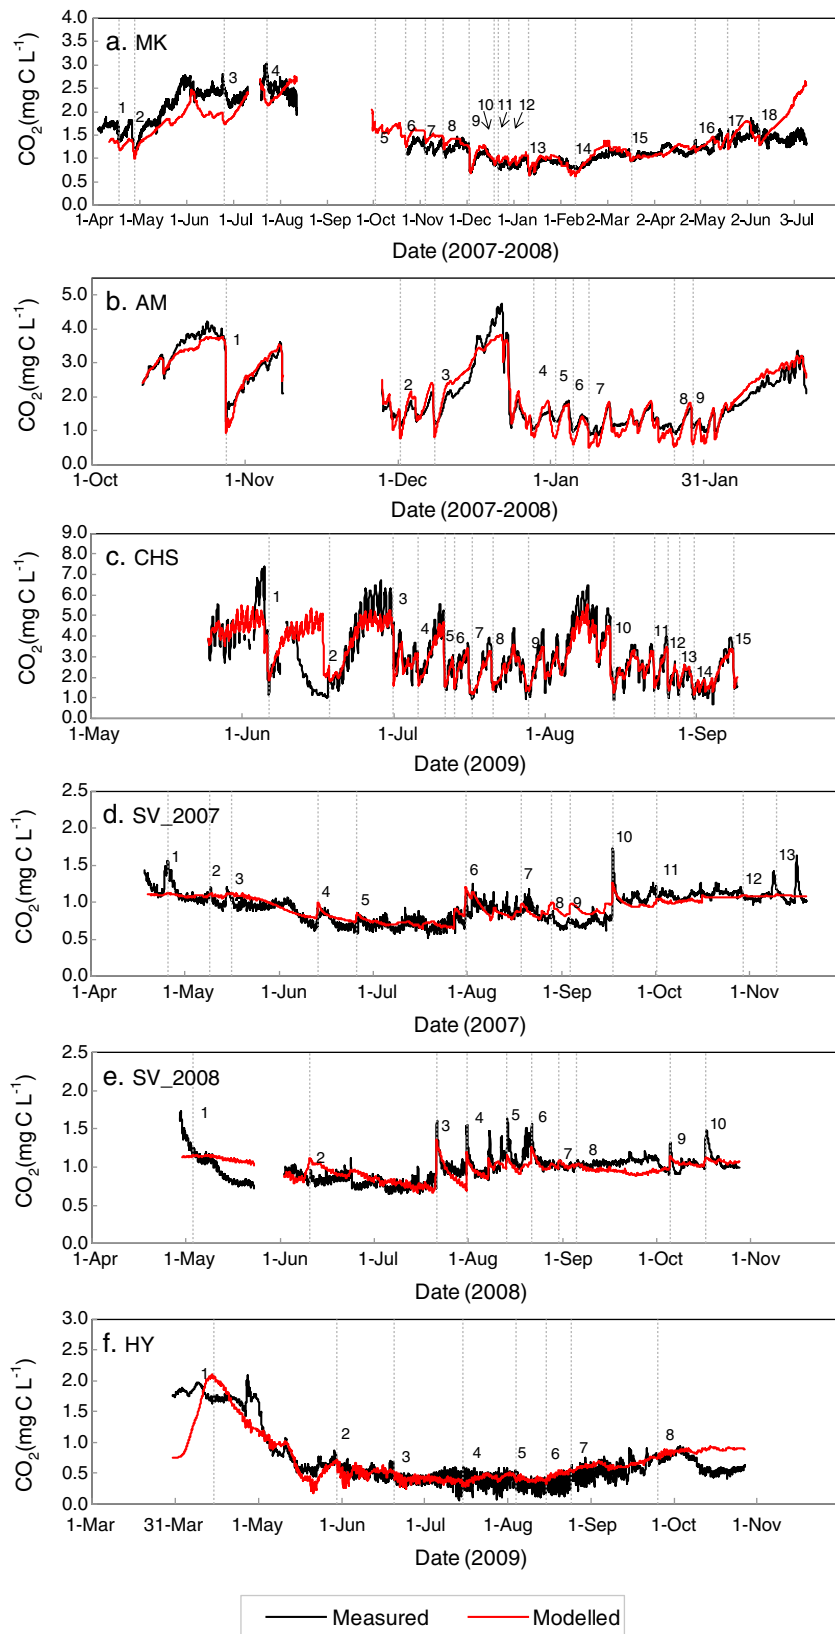 a. MK
CO2(mg C L-1)
4.0
3.5
3.0
2.5
2.0
1.5
1.0
0.5
0.0
1 2 3 4 5 6 7 8 9 10 11 12 13 14 15 16 17 18
1-Apr 1-May 1-Jun 1-Jul 1-Aug 1-Sep 1-Oct 1-Nov 1-Dec 1-Jan 1-Feb 2-Mar 2-Apr 2-May 2-Jun 3-Jul
Date (2007-2008)
b. AM
CO2(mg C L-1)
5.0
4.0
3.0
2.0
1.0
0.0
1 2 3 4 5 6 7 8 9
1-Oct 1-Nov 1-Dec 1-Jan 31-Jan
Date (2007-2008)
c. CHS
CO2(mg C L-1)
9.0
8.0
7.0
6.0
5.0
4.0
3.0
2.0
1.0
0.0
1 2 3 4 5 6 7 8 9 10 11 12 13 14 15
1-May 1-Jun 1-Jul 1-Aug 1-Sep
Date (2009)
d. SV_2007
CO2(mg C L-1)
2.5
2.0
1.5
1.0
0.5
0.0
1 2 3 4 5 6 7 8 9 10 11 12 13
1-Apr 1-May 1-Jun 1-Jul 1-Aug 1-Sep 1-Oct 1-Nov
Date (2007)
e. SV_2008
CO2(mg C L-1)
2.5
2.0
1.5
1.0
0.5
0.0
1 2 3 4 5 6 7 8 9 10
1-Apr 1-May 1-Jun 1-Jul 1-Aug 1-Sep 1-Oct 1-Nov
Date (2008)
f. HY
CO2(mg C L-1)
3.0
2.5
2.0
1.5
1.0
0.5
0.0
1 2 3 4 5 6 7 8
1-Mar 31-Mar 1-May 1-Jun 1-Jul 1-Aug 1-Sep 1-Oct 1-Nov
Date (2009)
Measured Modelled